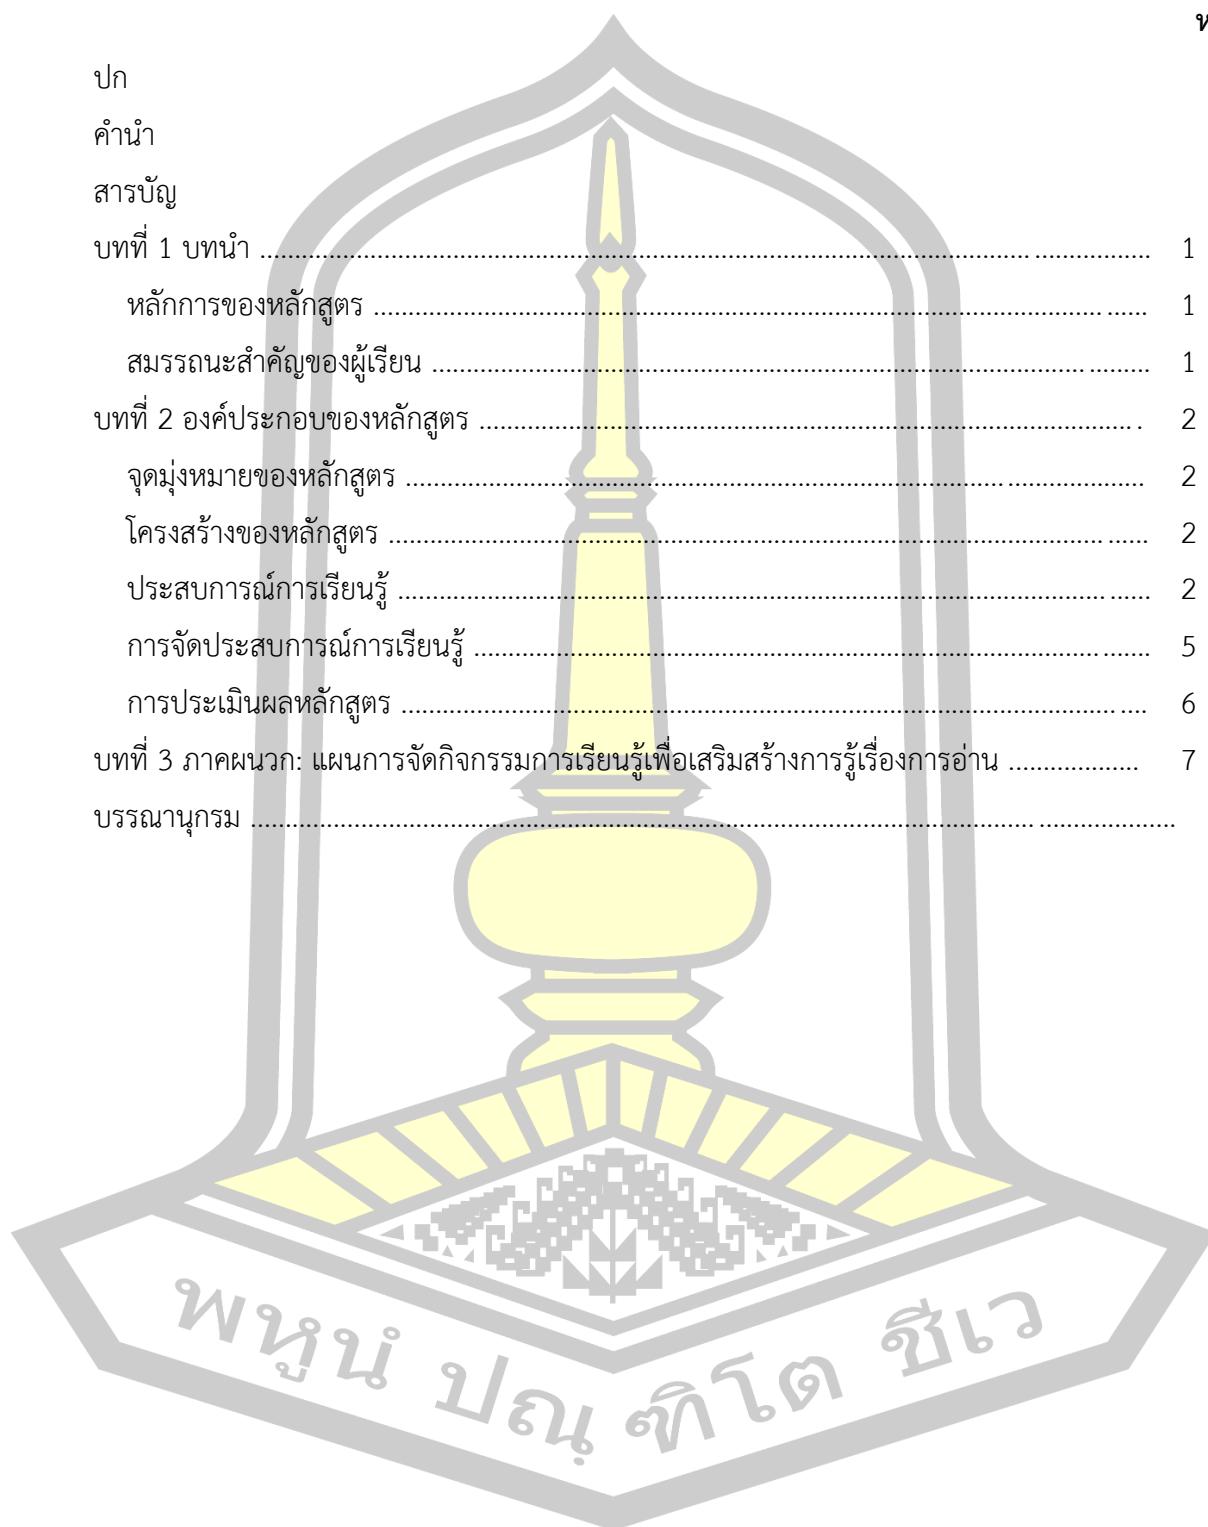 ปก
คำนำ
สารบัญ
บทที่ 1 บทนำ ............................................................................................................................... 1
หลักการของหลักสูตร ............................................................................................................... 1
สมรรถนะสำคัญของผู้เรียน ....................................................................................................... 1
บทที่ 2 องค์ประกอบของหลักสูตร ................................................................................................ 2
จุดมุ่งหมายของหลักสูตร .......................................................................................................... 2
โครงสร้างของหลักสูตร ............................................................................................................. 2
ประสบการณ์การเรียนรู้ ............................................................................................................ 2
การจัดประสบการณ์การเรียนรู้ ................................................................................................. 5
การประเมินผลหลักสูตร ........................................................................................................... 6
บทที่ 3 ภาคผนวก: แผนการจัดกิจกรรมการเรียนรู้เพื่อเสริมสร้างการรู้เรื่องการอ่าน ................... 7
บรรณานุกรม .....................................................................................................................................
พหูนํ ปณฺฑิโต ชีเว